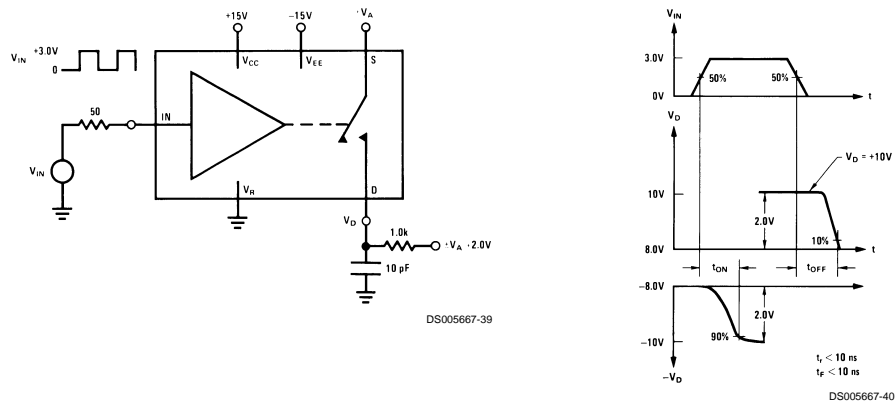 +15V
–15V
·VA
VIN
+3.0V
0
VCC
VEE
S
50
IN
VIN
VR
D
VD
1.0k
·VA ·2.0V
10 pF
DS005667-39
VIN
3.0V
50%
50%
0V
t
VD
VD = +10V
10V
2.0V
10%
8.0V
t
tON
tOFF
–8.0V
2.0V
90%
–10V
–VD
tr < 10 ns
tF < 10 ns
DS005667-40